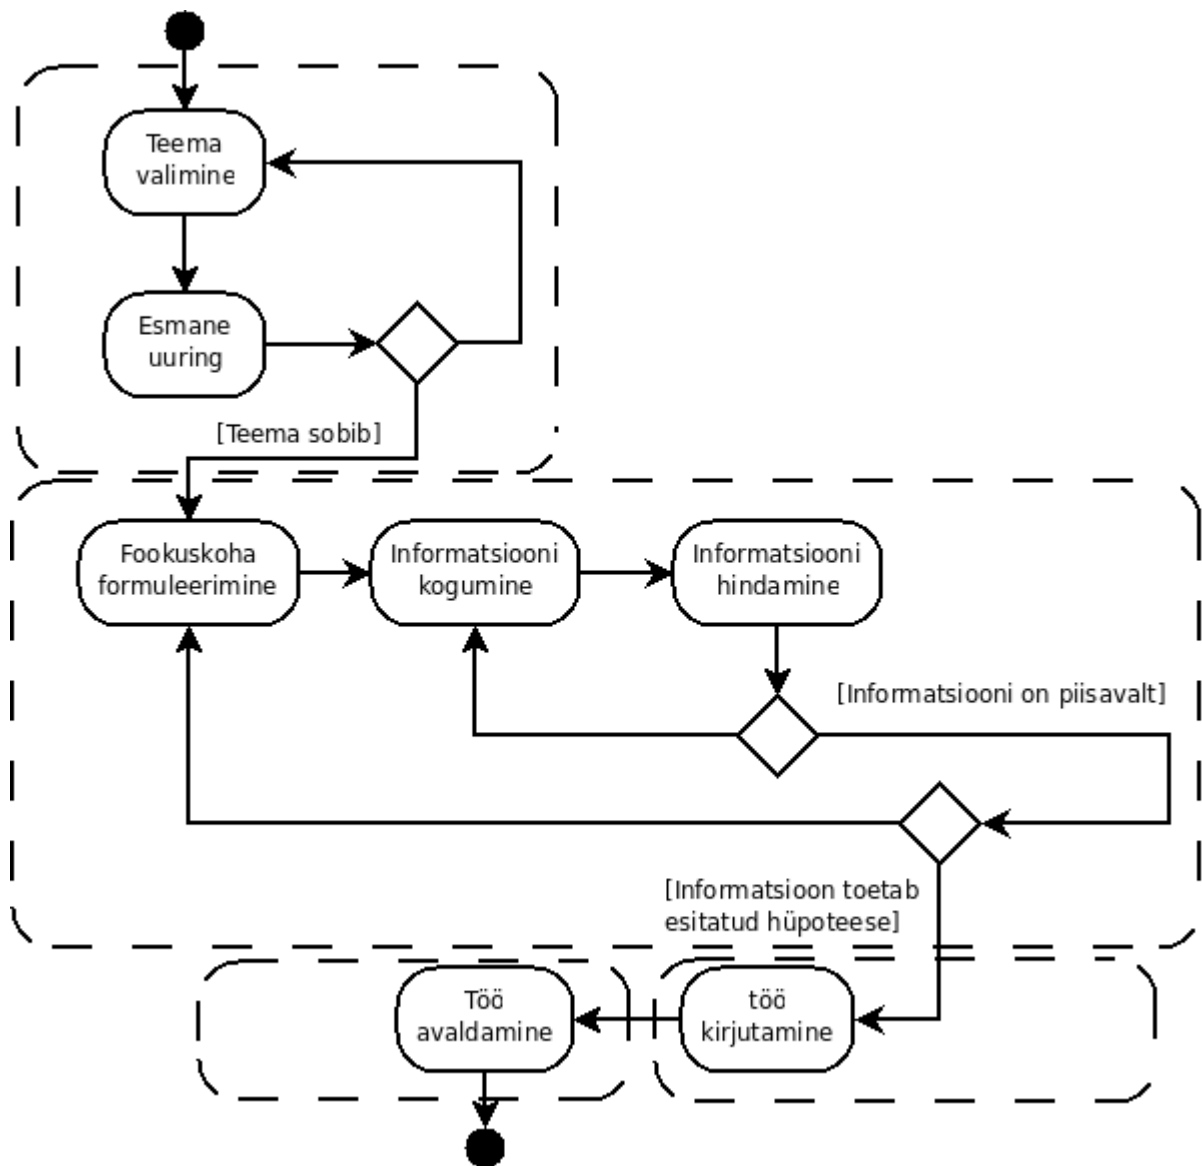 Teema
valimine
Esmane
uuring
[Teema sobib]
Fookuskoha
formuleerimine
Informatsiooni
kogumine
Informatsiooni
hindamine
[Informatsiooni on piisavalt]
[Informatsioon toetab
esitatud hüpoteese]
Töö
avaldamine
töö
kirjutamine